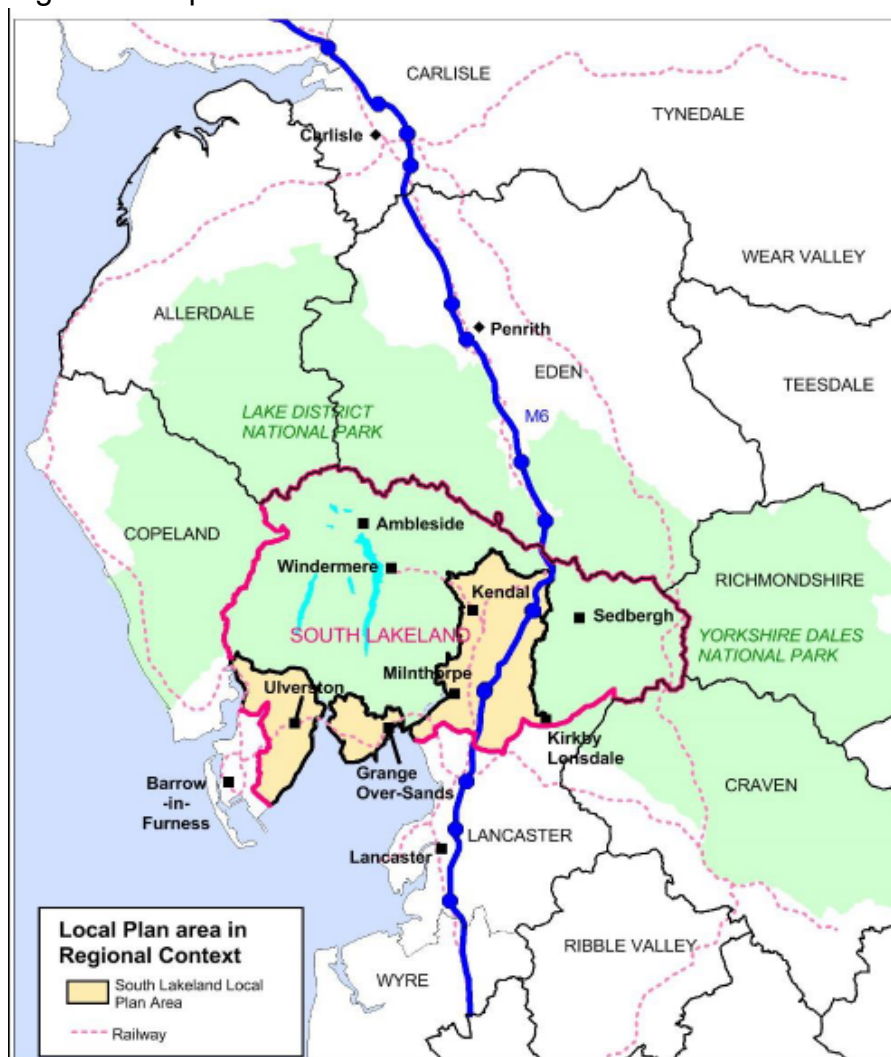 CARLISLE
TYNEDALE
Carlisle
WEAR VALLEY
ALLERDALE
Penrith
EDEN
TEESDALE
LAKE DISTRICT
NATIONAL PARK
M6
COPELAND
Ambleside
Windermere
RICHMONDSHIRE
Kendal
Sedbergh
SOUTH LAKELAND
YORKSHIRE DALES
NATIONAL PARK
Milnthorpe
Ulverston
Kirkby
Lonsdale
Grange
Over-Sands
Barrow
-in-
Furness
CRAVEN
LANCASTER
Lancaster
RIBBLE VALLEY
WYRE
Local Plan area in
Regional Context
South Lakeland Local
Plan Area
Railway